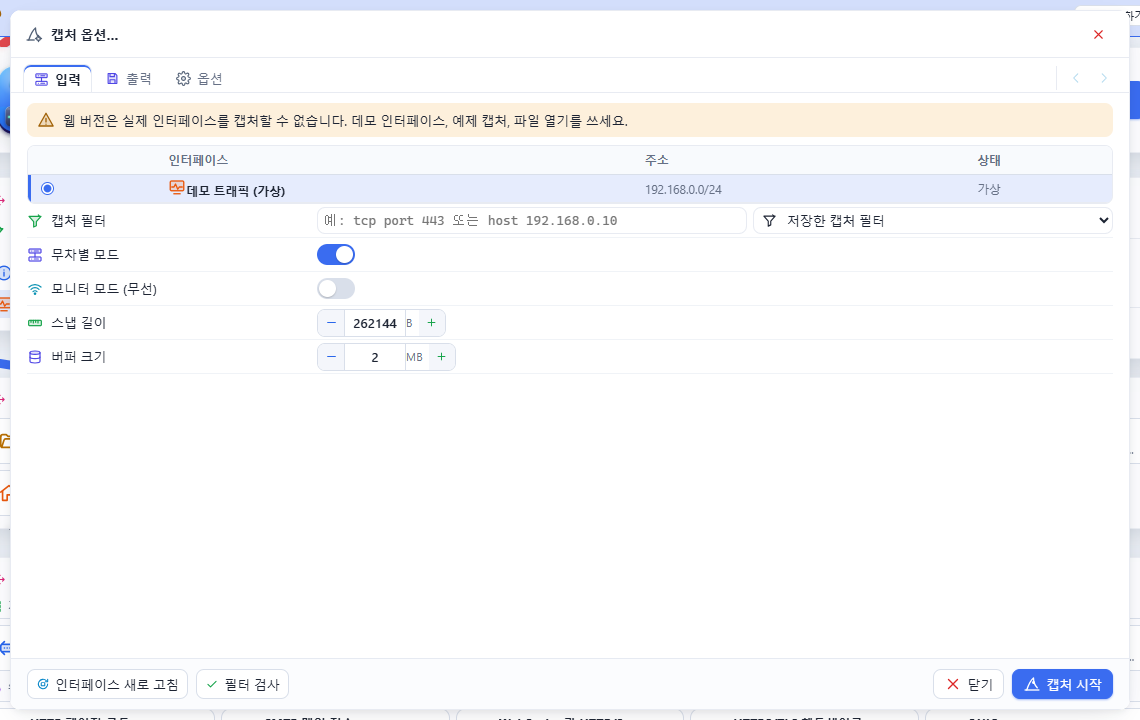 캡처 옵션...
입력 출력 옵션
웹 버전은 실제 인터페이스를 캡처할 수 없습니다. 데모 인터페이스, 예제 캡처, 파일 열기를 쓰세요.
인터페이스 주소 상태
데모 트래픽 (가상) 192.168.0.0/24 가상
캡처 필터 예: tcp port 443 또는 host 192.168.0.10 저장한 캡처 필터
무차별 모드
모니터 모드 (무선)
스냅 길이 − 262144 B +
버퍼 크기 − 2 MB +
인터페이스 새로 고침 필터 검사 닫기 캡처 시작